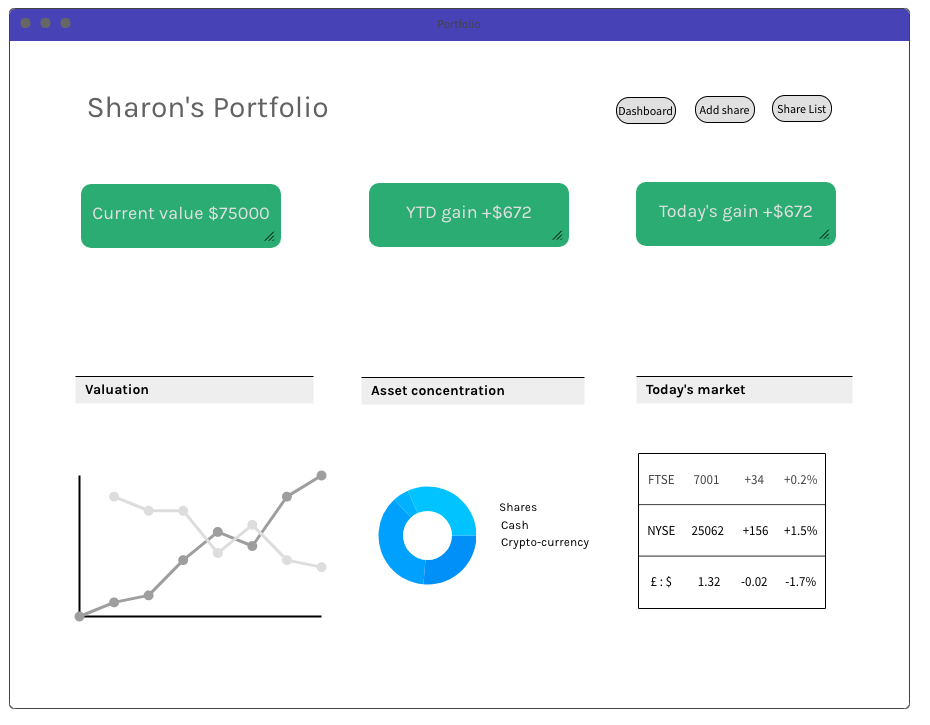 Portfolio
Sharon's Portfolio
Dashboard
Add share
Share List
Current value $75000
YTD gain +$672
Today's gain +$672
Valuation
Asset concentration
Today's market
Shares
Cash
Crypto-currency
FTSE 7001 +34 +0.2%
NYSE 25062 +156 +1.5%
£ : $ 1.32 -0.02 -1.7%